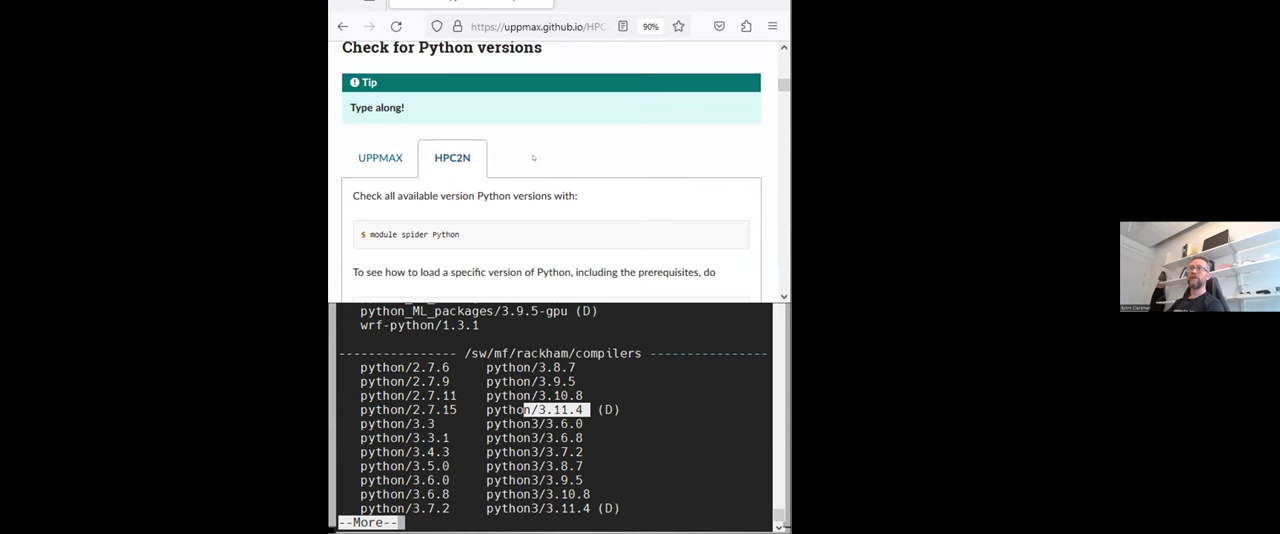 https://uppmax.github.io/HPC
90%
Check for Python versions
Tip
Type along!
UPPMAX
HPC2N
Check all available version Python versions with:
$ module spider Python
To see how to load a specific version of Python, including the prerequisites, do
python_ML_packages/3.9.5-gpu (D)
wrf-python/1.3.1
---------------- /sw/mf/rackham/compilers ----------------
python/2.7.6 python/3.8.7
python/2.7.9 python/3.9.5
python/2.7.11 python/3.10.8
python/2.7.15 python/3.11.4 (D)
python/3.3 python3/3.6.0
python/3.3.1 python3/3.6.8
python/3.4.3 python3/3.7.2
python/3.5.0 python3/3.8.7
python/3.6.0 python3/3.9.5
python/3.6.8 python3/3.10.8
python/3.7.2 python3/3.11.4 (D)
--More--